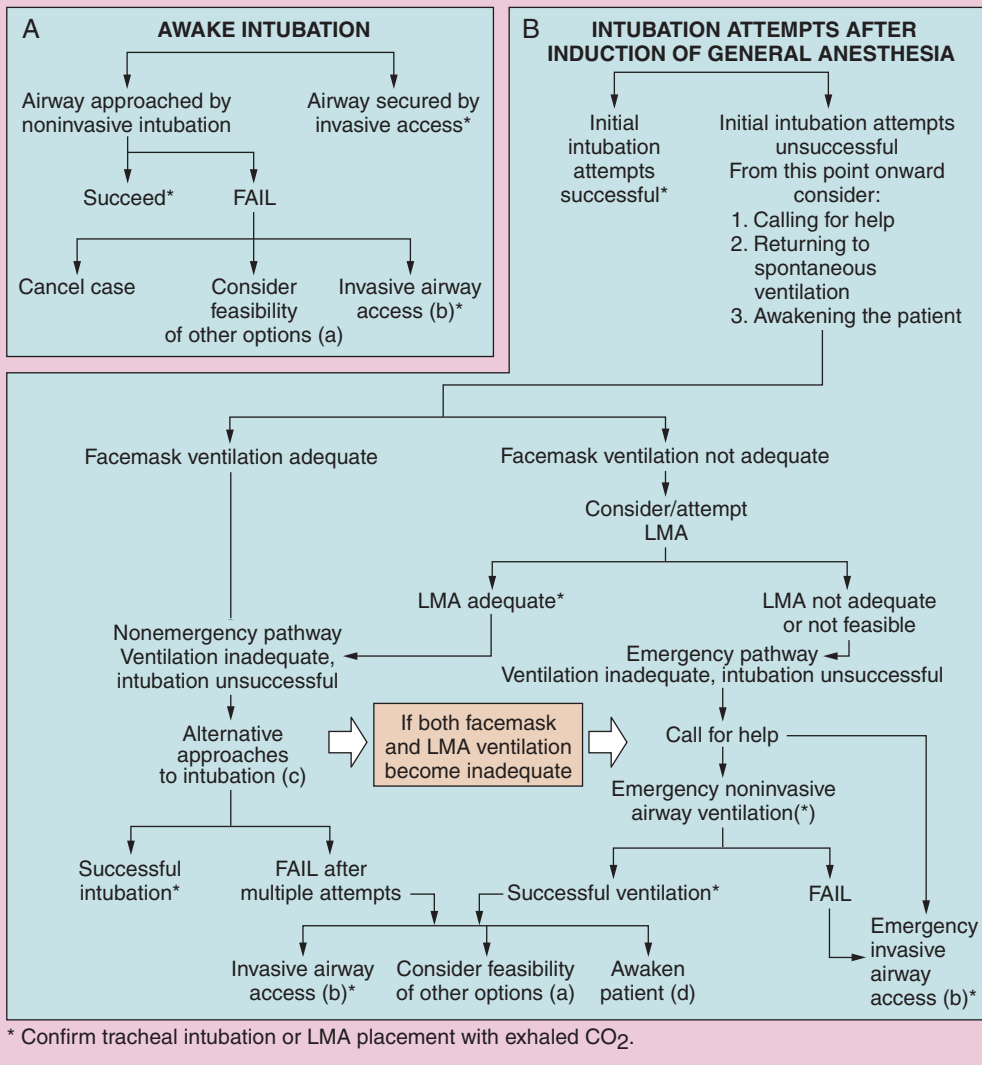 A
AWAKE INTUBATION
Airway approached by
noninvasive intubation
Airway secured by
invasive access*
Succeed*
FAIL
Cancel case
Consider
feasibility
of other options (a)
Invasive airway
access (b)*
B
INTUBATION ATTEMPTS AFTER
INDUCTION OF GENERAL ANESTHESIA
Initial
intubation
attempts
successful*
Initial intubation attempts
unsuccessful
From this point onward
consider:
1. Calling for help
2. Returning to
spontaneous
ventilation
3. Awakening the patient
Facemask ventilation adequate
Facemask ventilation not adequate
Consider/attempt
LMA
LMA adequate*
LMA not adequate
or not feasible
Nonemergency pathway
Ventilation inadequate,
intubation unsuccessful
Emergency pathway
Ventilation inadequate, intubation unsuccessful
Alternative
approaches
to intubation (c)
If both facemask
and LMA ventilation
become inadequate
Call for help
Emergency noninvasive
airway ventilation(*)
Successful
intubation*
FAIL after
multiple attempts
Successful ventilation*
FAIL
Invasive airway
access (b)*
Consider feasibility
of other options (a)
Awaken
patient (d)
Emergency
invasive
airway
access (b)*
* Confirm tracheal intubation or LMA placement with exhaled CO2.